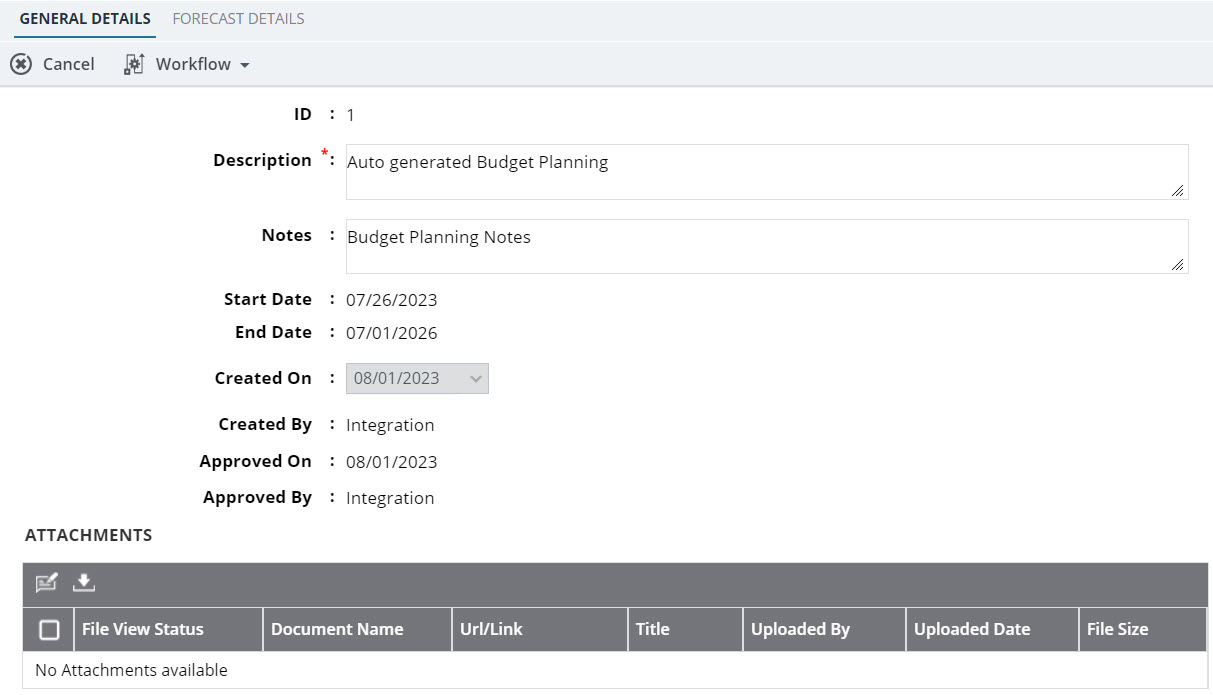 GENERAL DETAILS FORECAST DETAILS
Cancel Workflow
ID : 1
Description *: Auto generated Budget Planning
Notes : Budget Planning Notes
Start Date : 07/26/2023
End Date : 07/01/2026
Created On : 08/01/2023
Created By : Integration
Approved On : 08/01/2023
Approved By : Integration
ATTACHMENTS
File View Status Document Name Url/Link Title Uploaded By Uploaded Date File Size
No Attachments available